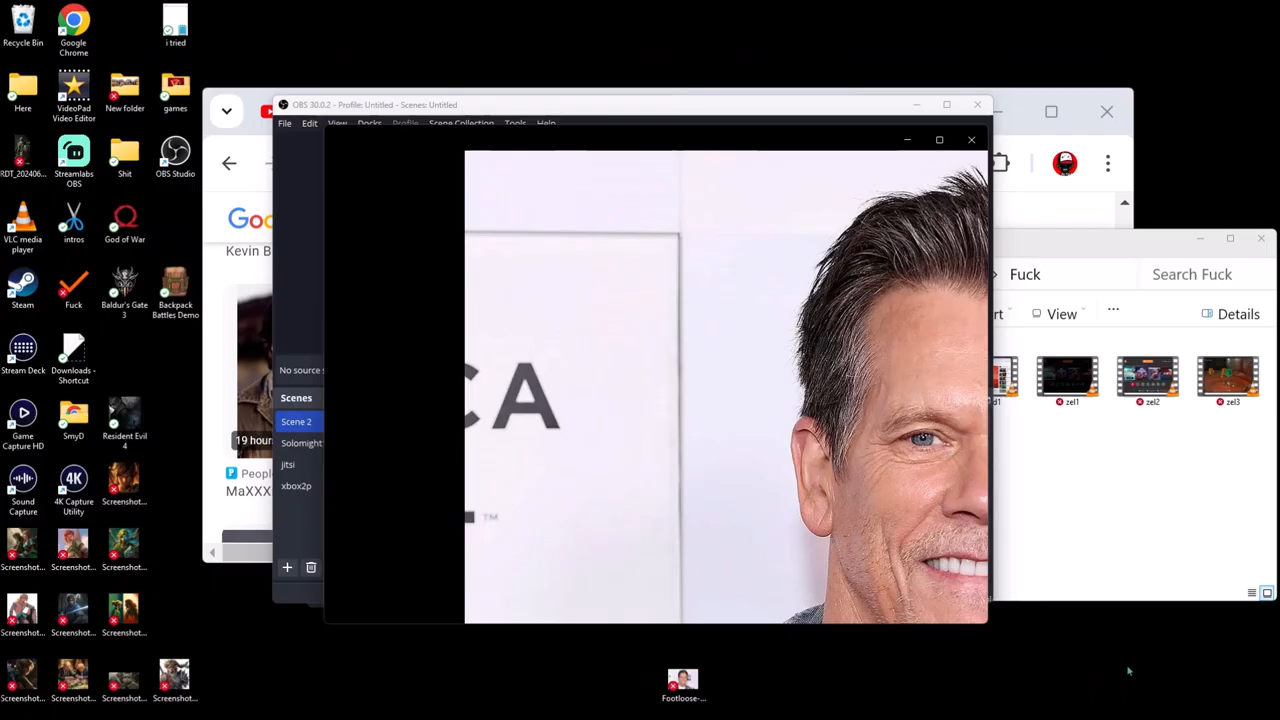 Recycle Bin
Google
Chrome
i tried
Here
VideoPad
Video Editor
New folder
games
RDT_202406...
Streamlabs
OBS
Shit
OBS Studio
VLC media
player
intros
God of War
Steam
Fuck
Baldur's Gate
3
Backpack
Battles Demo
Stream Deck
Downloads -
Shortcut
Game
Capture HD
SmyD
Resident Evil
4
Sound
Capture
4K Capture
Utility
Screenshot...
Screenshot...
Screenshot...
Screenshot...
Screenshot...
Screenshot...
Screenshot...
Screenshot...
Screenshot...
Screenshot...
Screenshot...
Goo
Kevin B
19 hour
Peopl
MaXXX
OBS 30.0.2 - Profile: Untitled - Scenes: Untitled
File Edit View Docks Profile Scene Collection Tools Help
No source s
Scenes
Scene 2
Solomight
jitsi
xbox2p
CA
TM
Fuck
Search Fuck
rt
View
...
Details
d1
zel1
zel2
zel3
Footloose-...